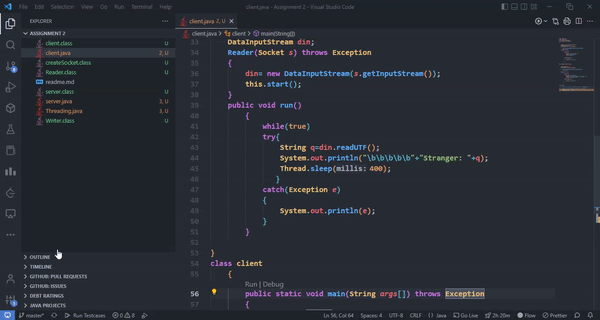 File Edit Selection View Go Run Terminal Help
client.java - Assignment 2 - Visual Studio Code
EXPLORER
client.java 2, U
ASSIGNMENT 2
client.java > client > main(String[])
client.class U
client.java 2, U
createSocket.class U
Reader.class U
readme.md
server.class U
server.java 3, U
Threading.java 3, U
Writer.class U
OUTLINE
TIMELINE
GITHUB: PULL REQUESTS
GITHUB: ISSUES
DEBT RATINGS
JAVA PROJECTS
33 DataInputStream din;
34 Reader(Socket s) throws Exception
35 {
36 din= new DataInputStream(s.getInputStream());
37 this.start();
38 }
39 public void run()
40 {
41 while(true)
42 try{
43 String q=din.readUTF();
44 System.out.println("\b\b\b\b\b"+"Stranger: "+q);
45 Thread.sleep(millis: 400);
46 }
47 catch(Exception e)
48 {
49 System.out.println(e);
50 }
51 }
52
53 }
54 class client
55 {
Run | Debug
56 public static void main(String args[]) throws Exception
57 {
master* Run Testcases 0 8 Ln 56, Col 64 Spaces: 4 UTF-8 CRLF {} Java Go Live 2h 20m Flow Prettier